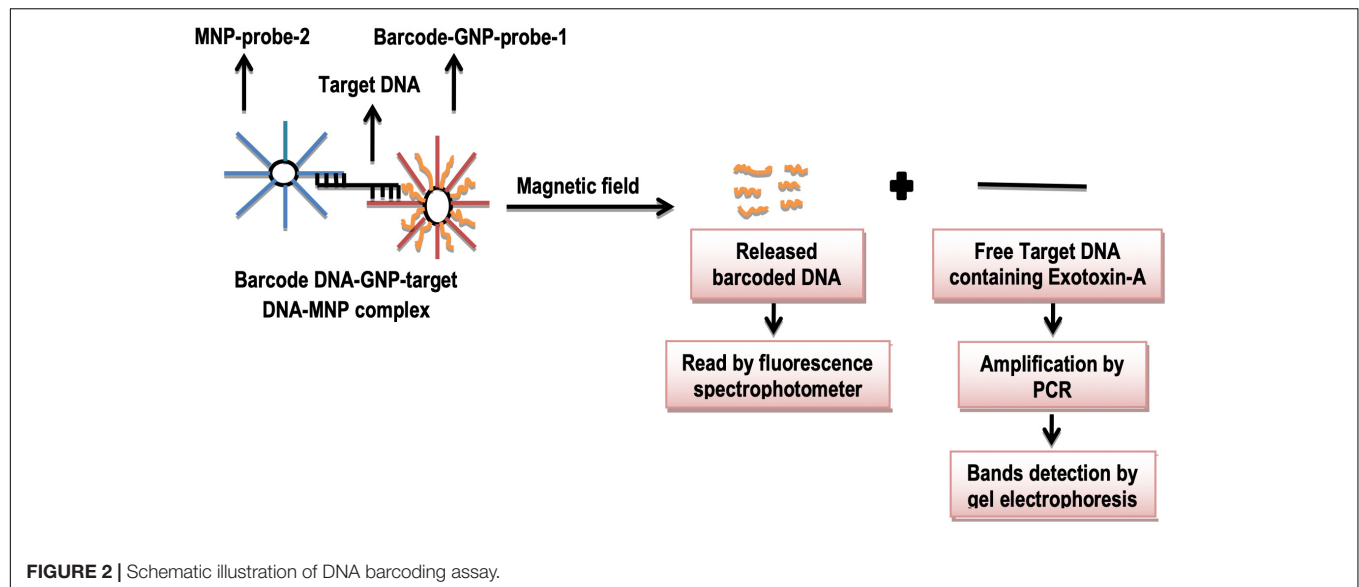 MNP-probe-2
Barcode-GNP-probe-1
Target DNA
Magnetic field
Barcode DNA-GNP-target
DNA-MNP complex
Released
barcoded DNA
Free Target DNA
containing Exotoxin-A
Read by fluorescence
spectrophotometer
Amplification by
PCR
Bands detection by
gel electrophoresis
FIGURE 2 | Schematic illustration of DNA barcoding assay.